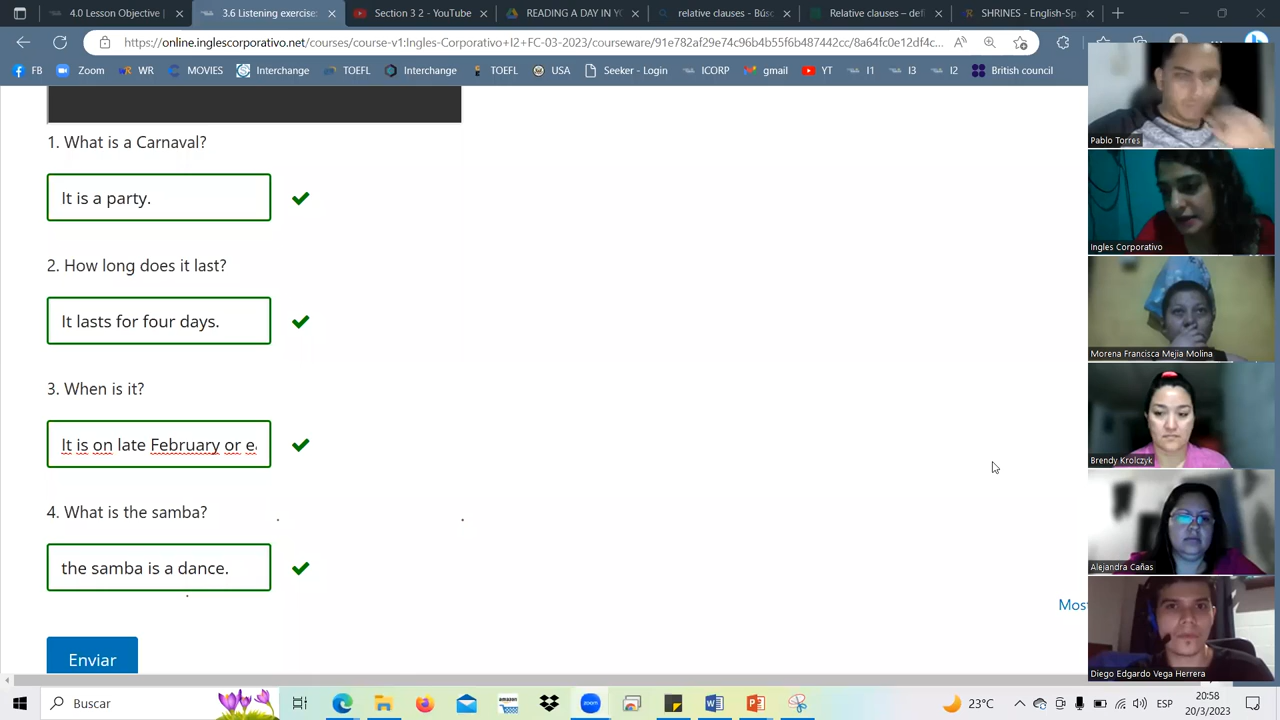 4.0 Lesson Objective
3.6 Listening exercise:
Section 3 2 - YouTube
READING A DAY IN Y
relative clauses - Búsc
Relative clauses – def
SHRINES - English-Sp
https://online.inglescorporativo.net/courses/course-v1:Ingles-Corporativo+I2+FC-03-2023/courseware/91e782af29e74c96b4b55f6b487442cc/8a64fc0e12df4c...
FB Zoom WR MOVIES Interchange TOEFL Interchange TOEFL USA Seeker - Login ICORP gmail YT I1 I3 I2 British council
1. What is a Carnaval?
It is a party.
2. How long does it last?
It lasts for four days.
3. When is it?
It is on late February or e
4. What is the samba?
the samba is a dance.
Mos
Enviar
Pablo Torres
Ingles Corporativo
Morena Francisca Mejia Molina
Brendy Krolczyk
Alejandra Cañas
Diego Edgardo Vega Herrera
Buscar
amazon
23°C
ESP
20:58
20/3/2023